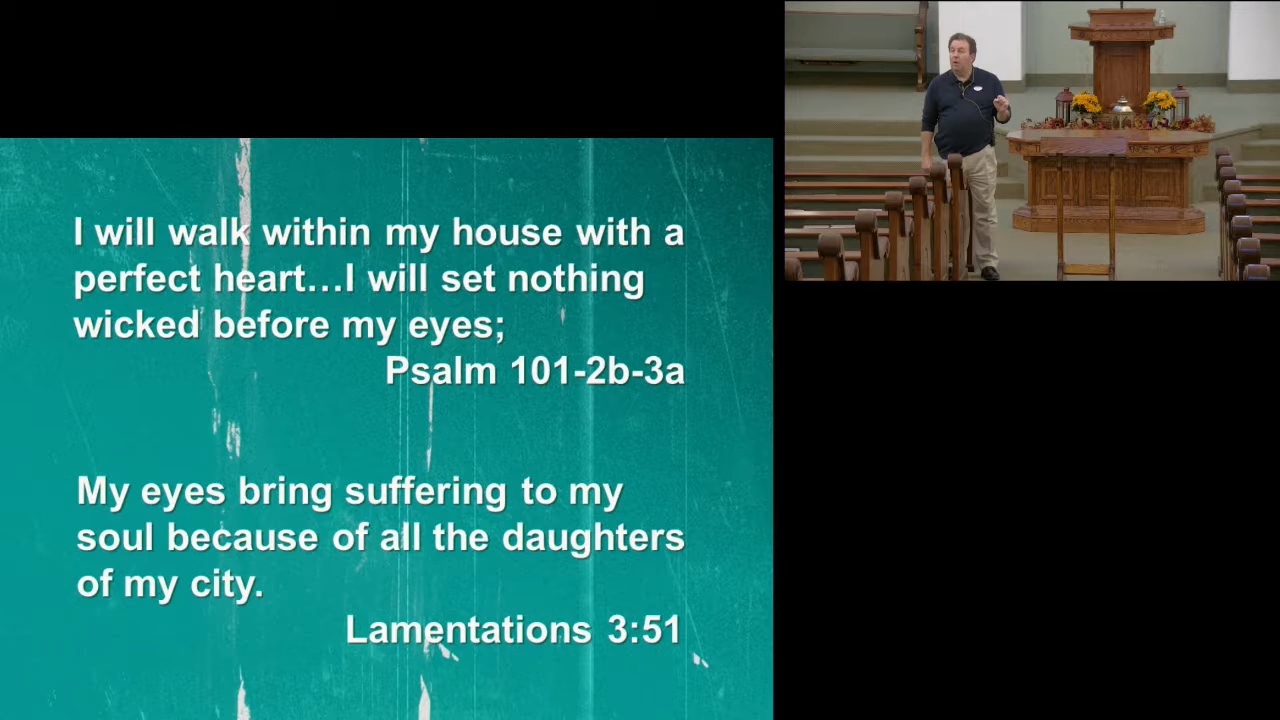 I will walk within my house with a
perfect heart…I will set nothing
wicked before my eyes;
Psalm 101-2b-3a
My eyes bring suffering to my
soul because of all the daughters
of my city.
Lamentations 3:51